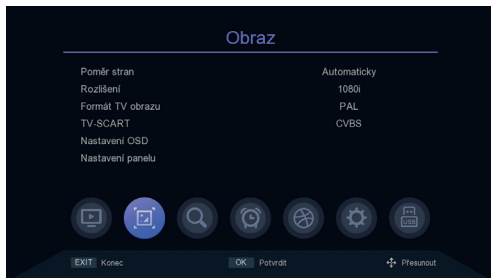 Obraz
Poměr stran Automaticky
Rozlišení 1080i
Formát TV obrazu PAL
TV-SCART CVBS
Nastavení OSD
Nastavení panelu
USB
EXIT Konec OK Potvrdit Přesunout